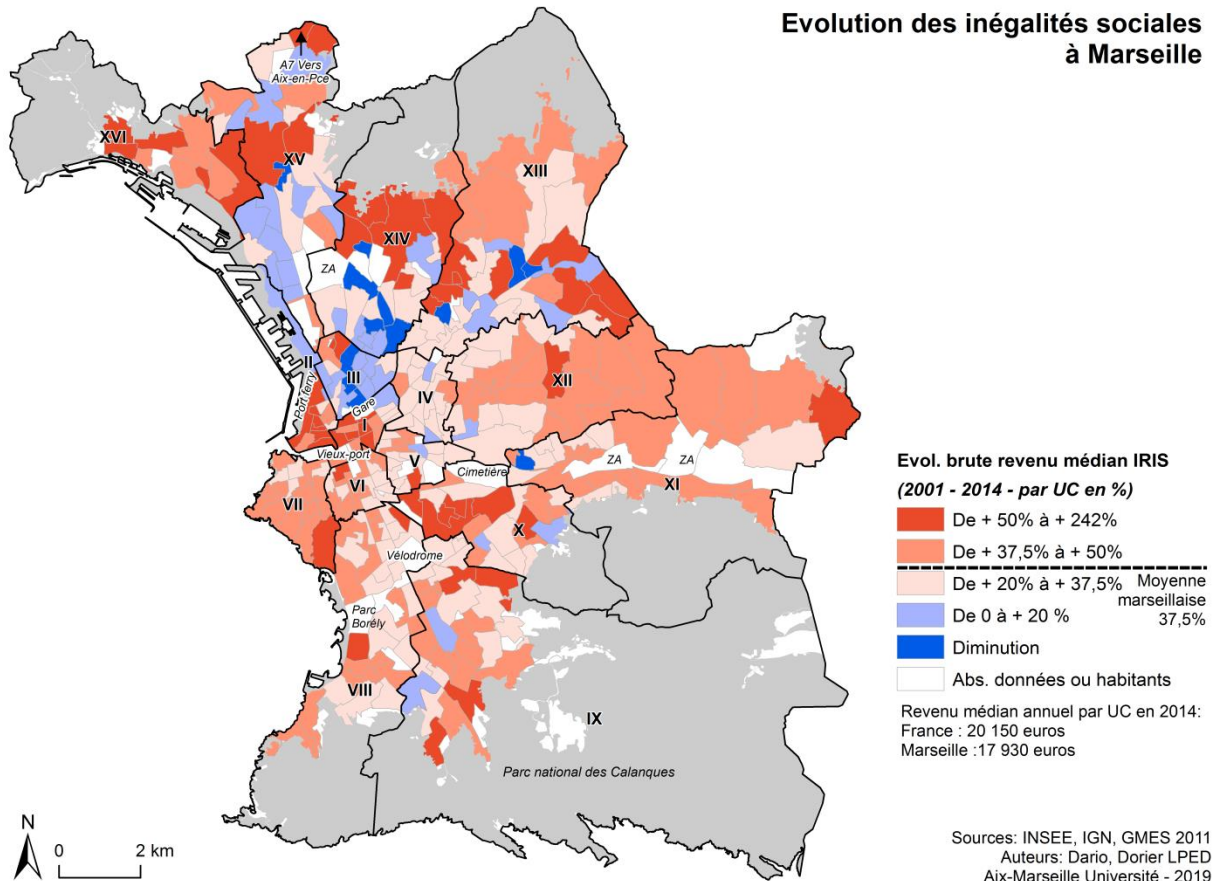 Evolution des inégalités sociales
à Marseille
A7 Vers
Aix-en-Pce
XVI
XV
XIII
XIV
ZA
II
III
Port ferry
Gare
IV
XII
I
Vieux-port
V
Cimetière
ZA
ZA
XI
VI
VII
X
Vélodrome
Parc
Borély
VIII
IX
Parc national des Calanques
Evol. brute revenu médian IRIS
(2001 - 2014 - par UC en %)
De + 50% à + 242%
De + 37,5% à + 50%
De + 20% à + 37,5%
Moyenne
marseillaise
37,5%
De 0 à + 20 %
Diminution
Abs. données ou habitants
Revenu médian annuel par UC en 2014:
France : 20 150 euros
Marseille :17 930 euros
N
0 2 km
Sources: INSEE, IGN, GMES 2011
Auteurs: Dario, Dorier LPED
Aix-Marseille Université - 2019